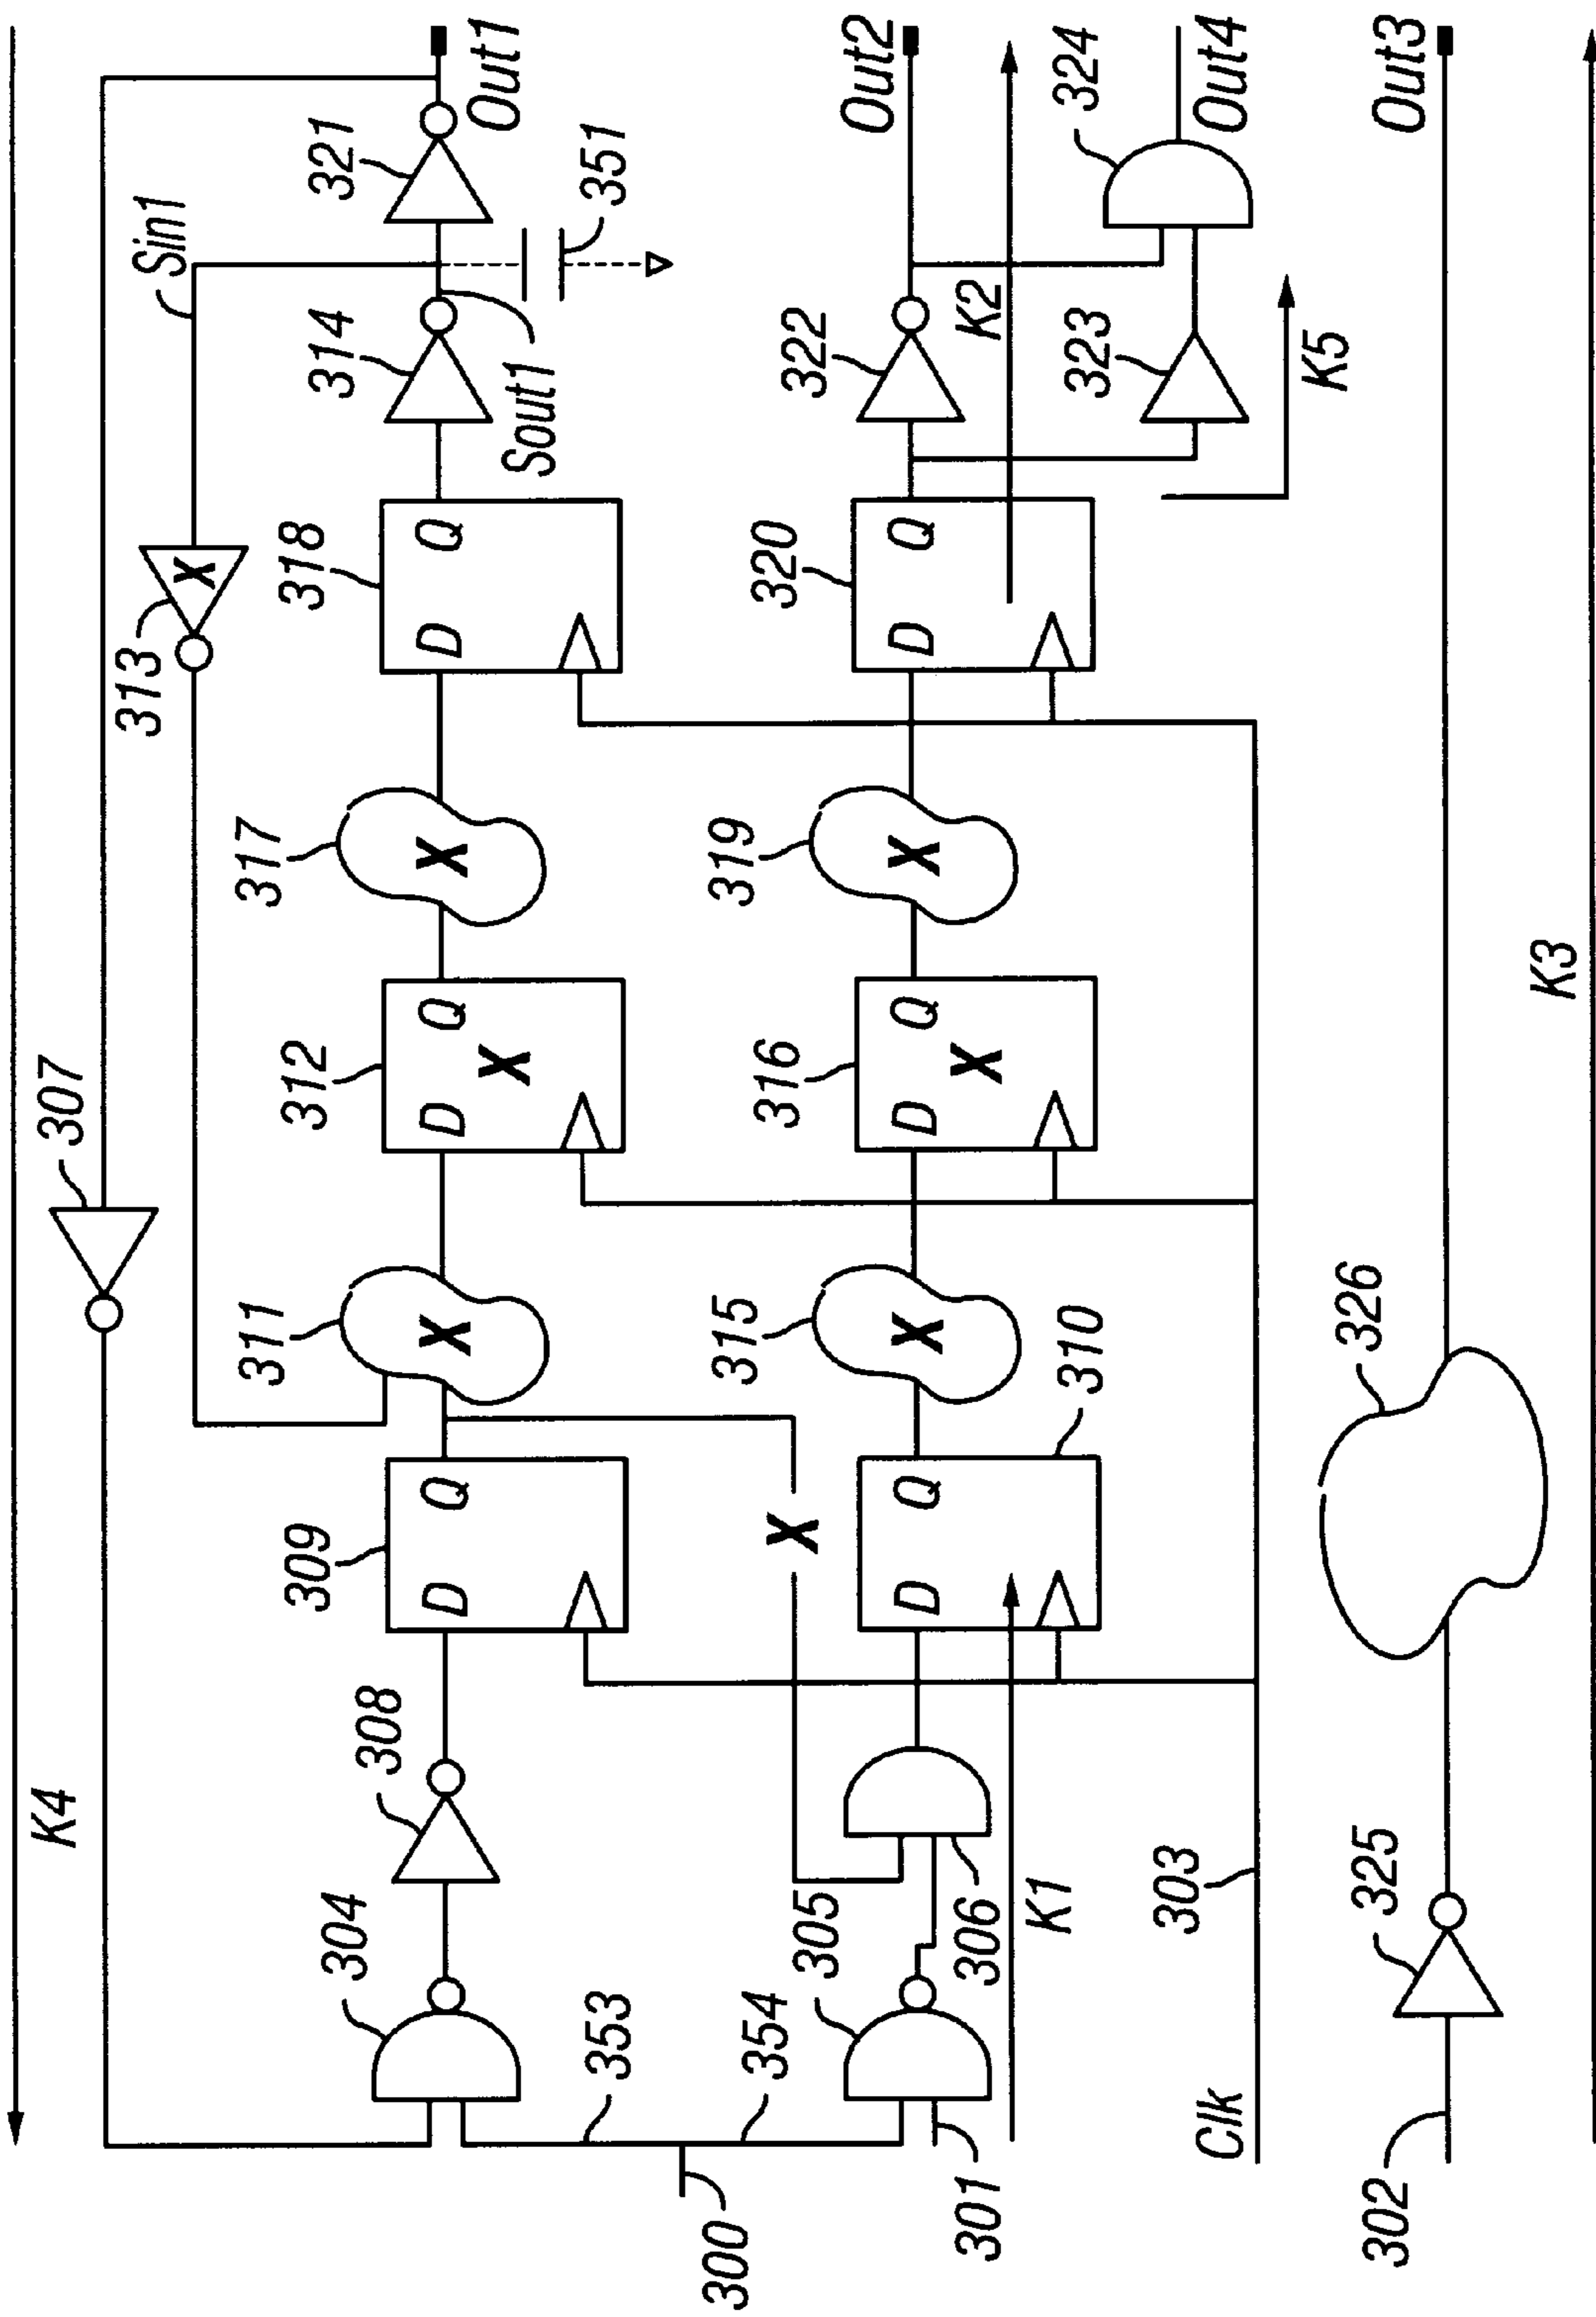 K4
307
313
Sin1
321
Out1
304
308
309
D Q
311
X
312
D Q
X
317
X
318
D Q
314
Sout1
351
X
353
300
354
X
305
306
301
K1
310
D Q
315
X
316
D Q
X
319
X
320
D Q
322
K2
Out2
323
324
Out4
K5
Clk
303
302
325
326
Out3
K3